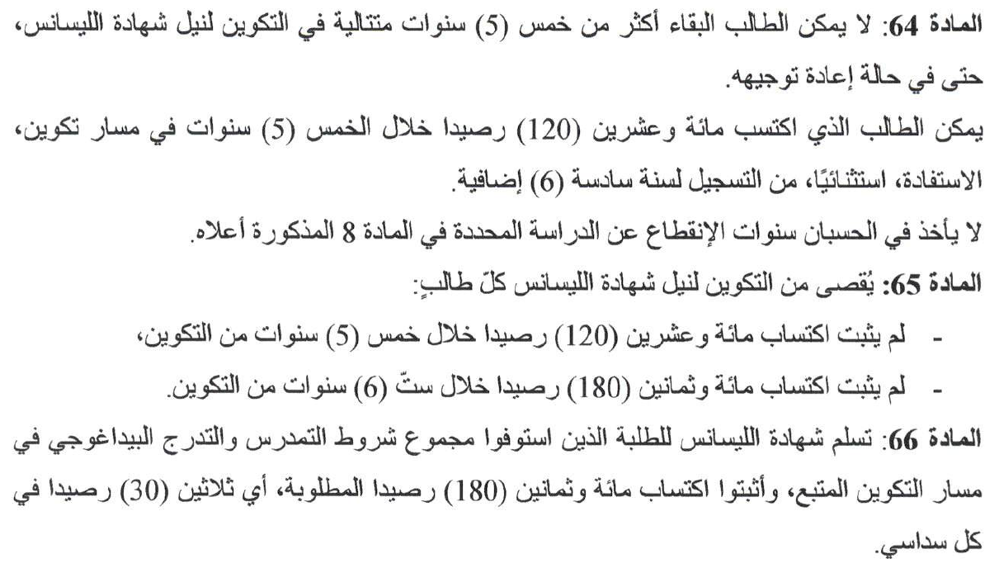 المادة 64: لا يمكن الطالب البقاء أكثر من خمس (5) سنوات متتالية في التكوين لنيل شهادة الليسانس،
حتى في حالة إعادة توجيهه.
يمكن الطالب الذي اكتسب مائة وعشرين (120) رصيدا خلال الخمس (5) سنوات في مسار تكوين،
الاستفادة، استثنائيًا، من التسجيل لسنة سادسة (6) إضافية.
لا يأخذ في الحسبان سنوات الإنقطاع عن الدراسة المحددة في المادة 8 المذكورة أعلاه.
المادة 65: يُقصى من التكوين لنيل شهادة الليسانس كلّ طالبٍ:
- لم يثبت اكتساب مائة وعشرين (120) رصيدا خلال خمس (5) سنوات من التكوين،
- لم يثبت اكتساب مائة وثمانين (180) رصيدا خلال ستّ (6) سنوات من التكوين.
المادة 66: تسلم شهادة الليسانس للطلبة الذين استوفوا مجموع شروط التمدرس والتدرج البيداغوجي في
مسار التكوين المتبع، وأثبتوا اكتساب مائة وثمانين (180) رصيدا المطلوبة، أي ثلاثين (30) رصيدا في
كل سداسي.